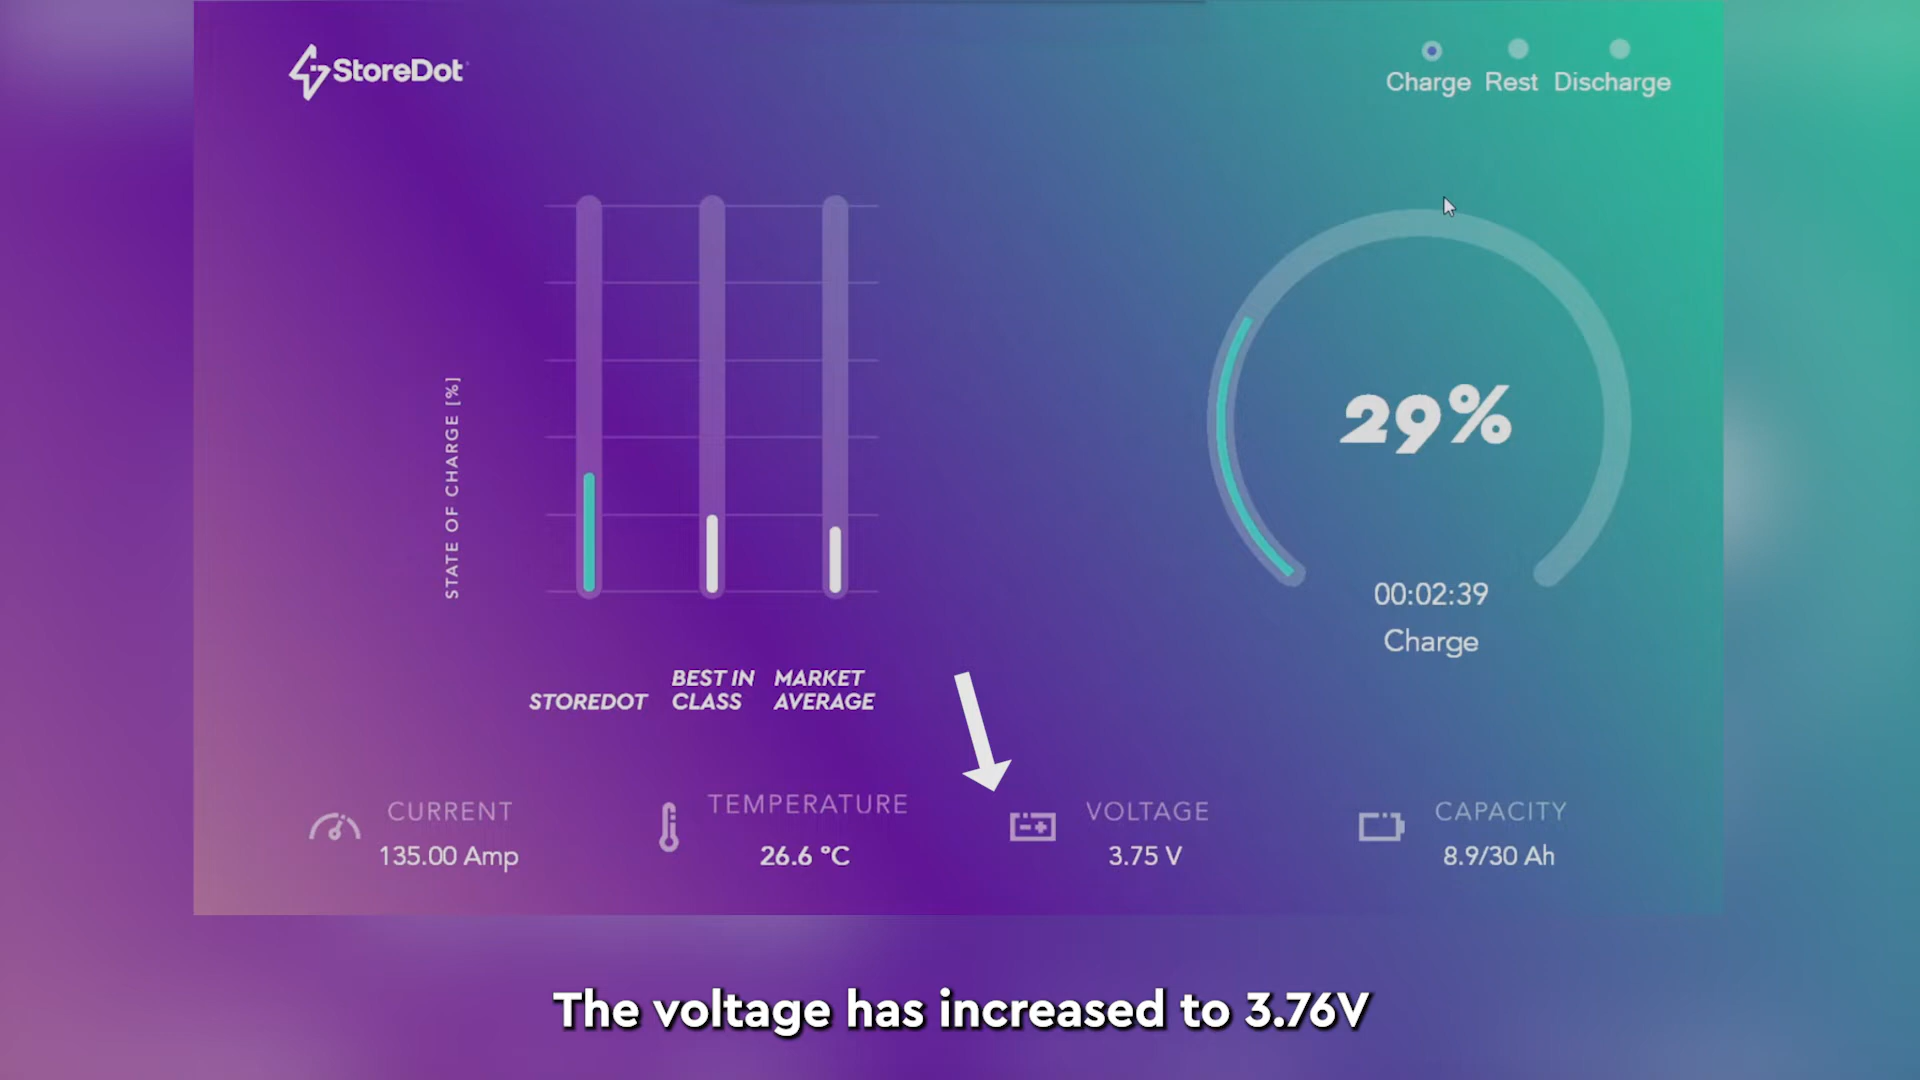 StoreDot
Charge Rest Discharge
STATE OF CHARGE [%]
29%
00:02:39
Charge
STOREDOT
BEST IN
CLASS
MARKET
AVERAGE
CURRENT
135.00 Amp
TEMPERATURE
26.6 °C
VOLTAGE
3.75 V
CAPACITY
8.9/30 Ah
The voltage has increased to 3.76V